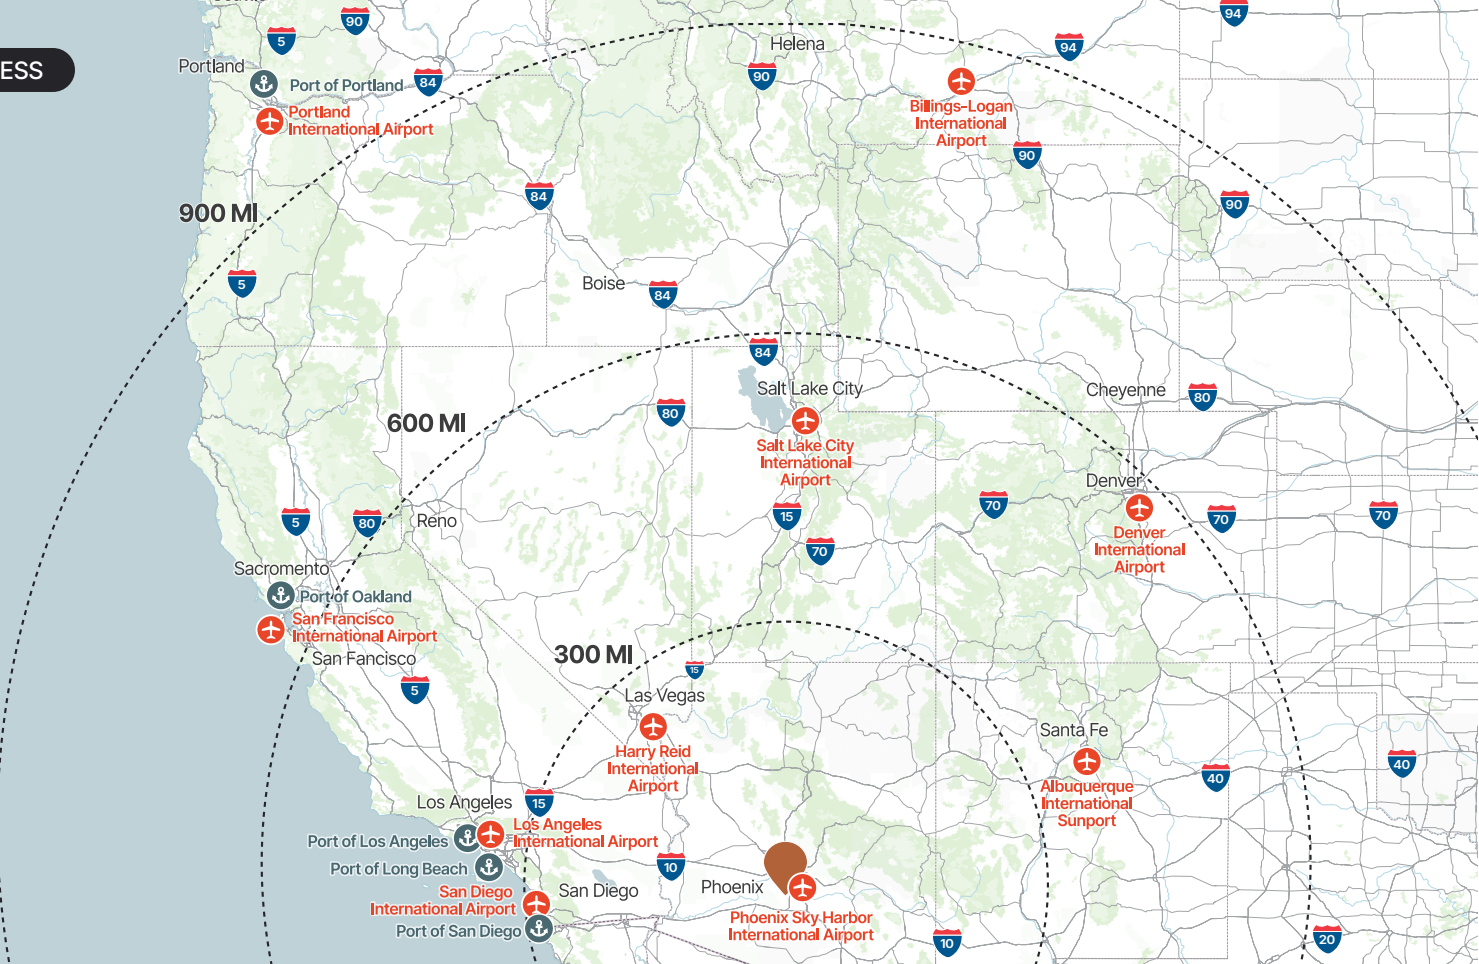 90
5
94
Helena
94
Portland
84
90
Port of Portland
Portland
International Airport
Billings-Logan
International
Airport
90
84
90
900 MI
5
Boise
84
84
Salt Lake City
Cheyenne
80
80
600 MI
Salt Lake City
International
Airport
Denver
70
15
70
70
5
80
Reno
Denver
International
Airport
70
Sacromento
Port of Oakland
San Francisco
International Airport
San Fancisco
300 MI
15
5
Las Vegas
Santa Fe
Harry Reid
International
Airport
40
40
Albuquerque
International
Sunport
Los Angeles
15
Los Angeles
International Airport
Port of Los Angeles
Port of Long Beach
10
San Diego
International Airport
San Diego
Phoenix
Port of San Diego
Phoenix Sky Harbor
International Airport
10
20
ESS